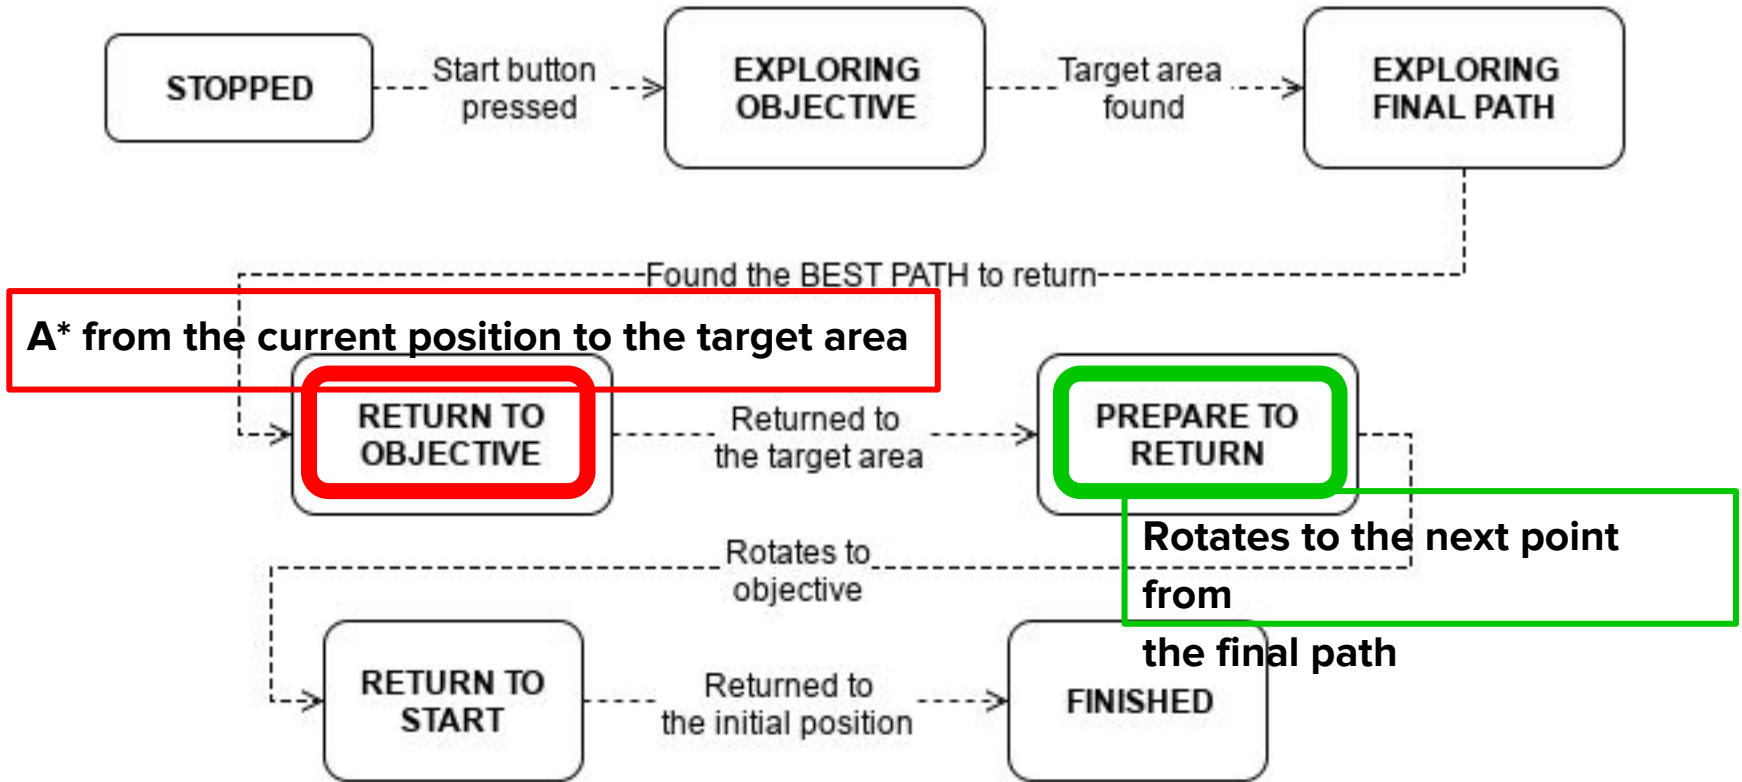 STOPPED
Start button
pressed
EXPLORING
OBJECTIVE
Target area
found
EXPLORING
FINAL PATH
Found the BEST PATH to return
A* from the current position to the target area
RETURN TO
OBJECTIVE
Returned to
the target area
PREPARE TO
RETURN
Rotates to the next point
from
the final path
Rotates to
objective
RETURN TO
START
Returned to
the initial position
FINISHED